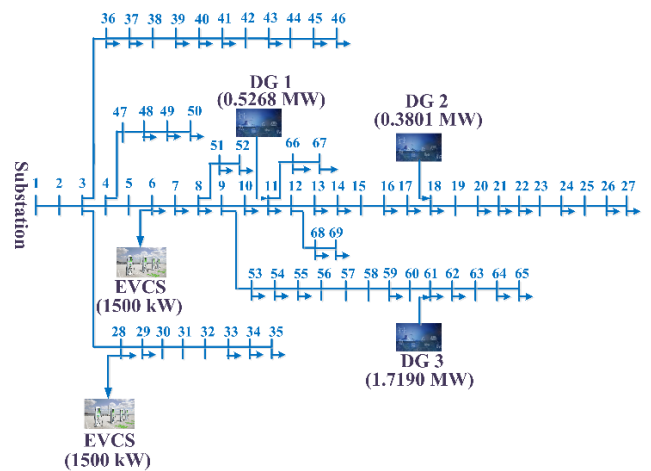 36 37 38 39 40 41 42 43 44 45 46
DG 1
(0.5268 MW)
DG 2
(0.3801 MW)
47 48 49 50
51 52
66 67
Substation
1 2 3 4 5 6 7 8 9 10 11 12 13 14 15 16 17 18 19 20 21 22 23 24 25 26 27
68 69
EVCS
(1500 kW)
53 54 55 56 57 58 59 60 61 62 63 64 65
DG 3
(1.7190 MW)
28 29 30 31 32 33 34 35
EVCS
(1500 kW)